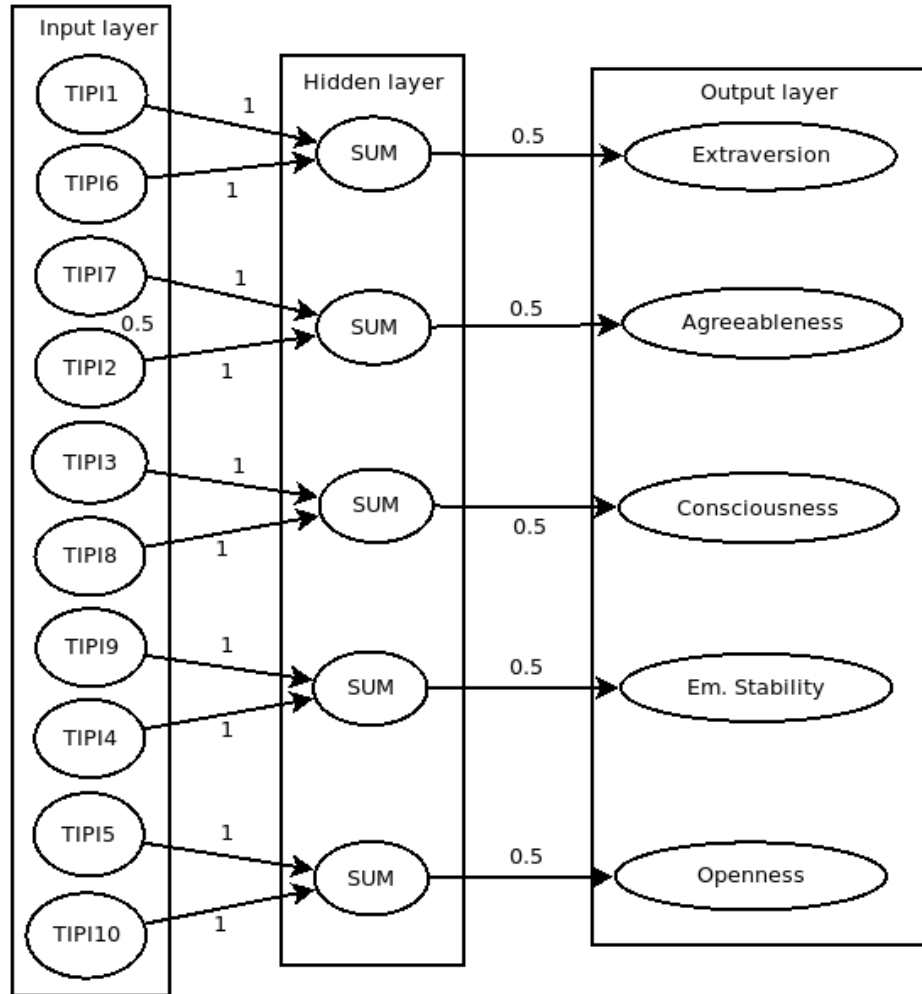 Input layer
TIPI1
TIPI6
TIPI7
0.5
TIPI2
TIPI3
TIPI8
TIPI9
TIPI4
TIPI5
TIPI10
1
1
1
1
1
1
1
1
1
1
Hidden layer
SUM
SUM
SUM
SUM
SUM
0.5
0.5
0.5
0.5
0.5
Output layer
Extraversion
Agreeableness
Consciousness
Em. Stability
Openness